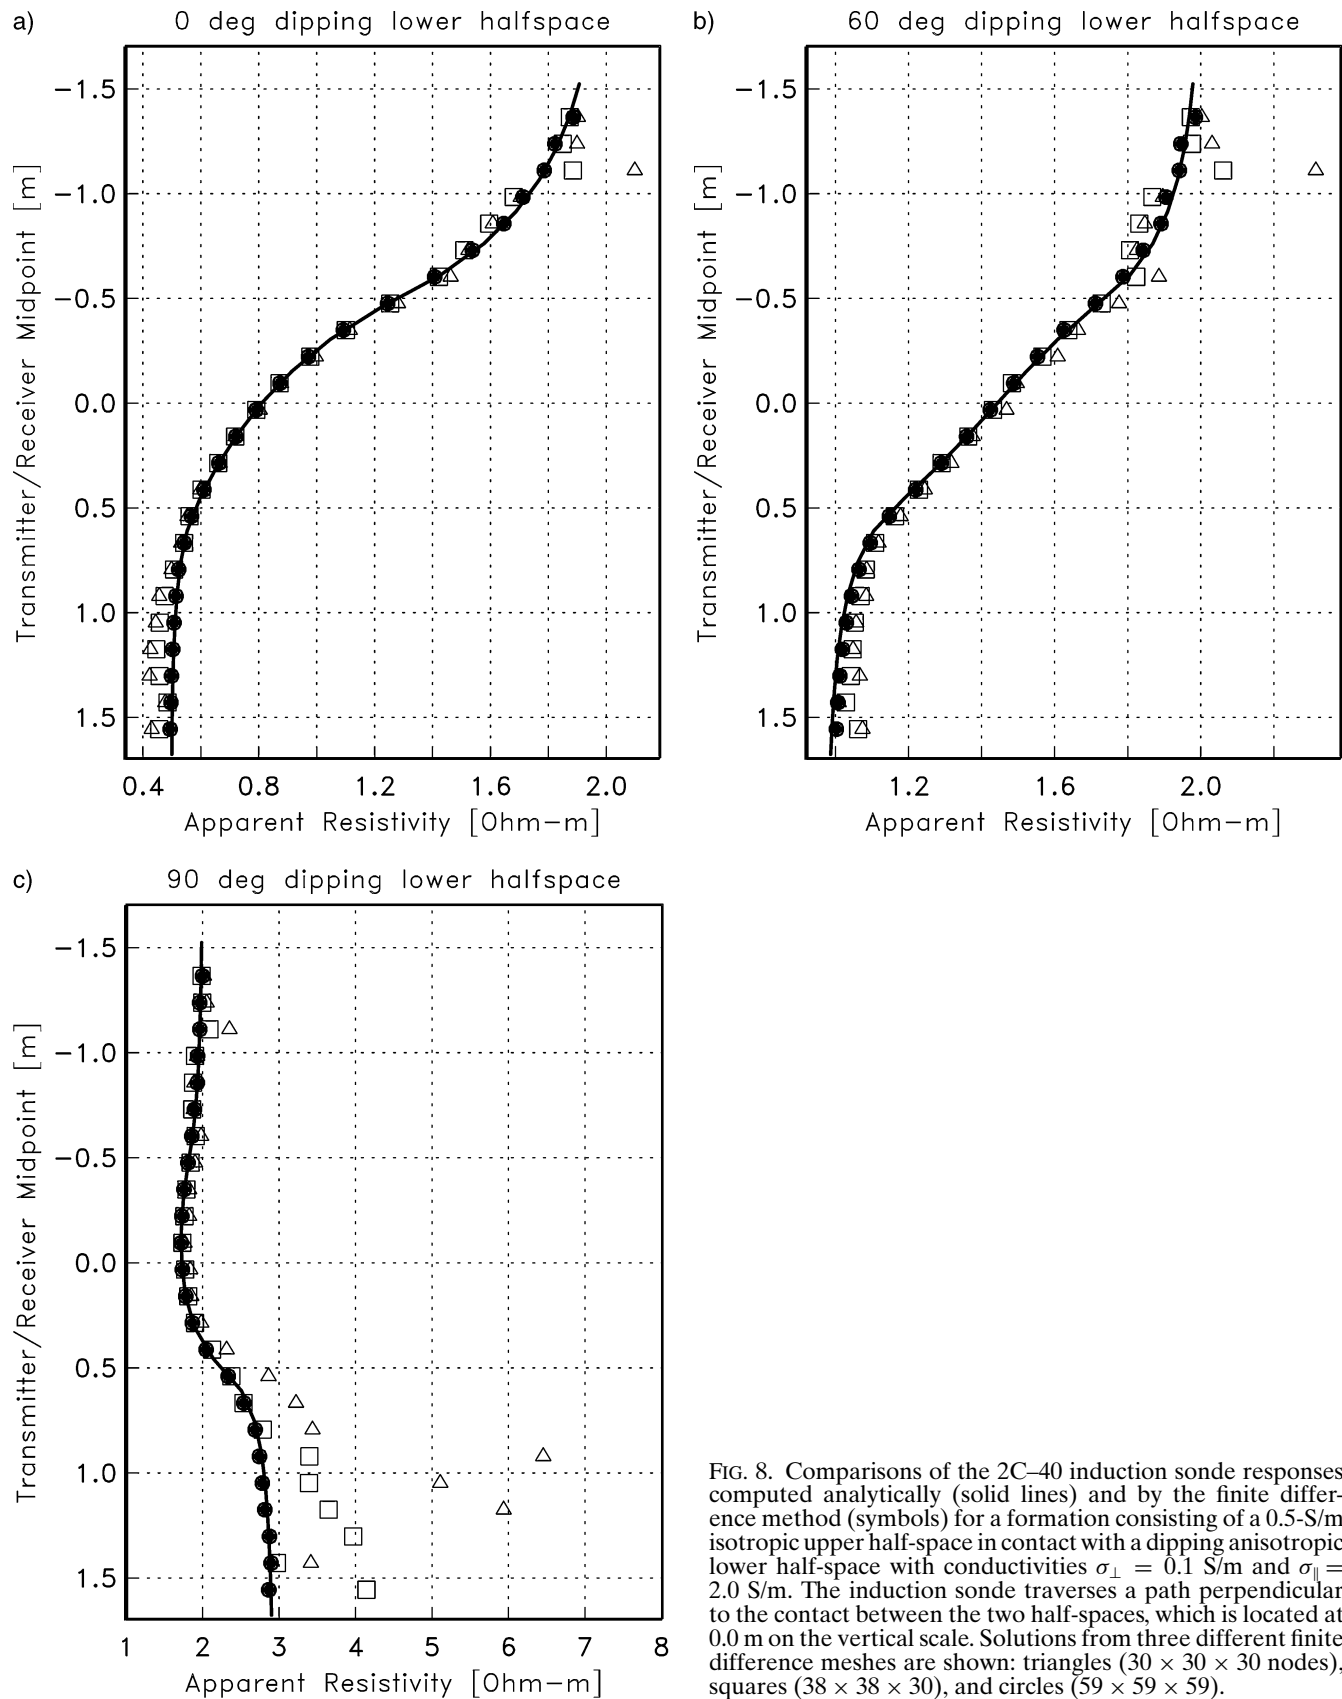 a)
0 deg dipping lower halfspace
Transmitter/Receiver Midpoint [m]
−1.5
−1.0
−0.5
0.0
0.5
1.0
1.5
0.4 0.8 1.2 1.6 2.0
Apparent Resistivity [Ohm−m]
b)
60 deg dipping lower halfspace
Transmitter/Receiver Midpoint [m]
−1.5
−1.0
−0.5
0.0
0.5
1.0
1.5
1.2 1.6 2.0
Apparent Resistivity [Ohm−m]
c)
90 deg dipping lower halfspace
Transmitter/Receiver Midpoint [m]
−1.5
−1.0
−0.5
0.0
0.5
1.0
1.5
1 2 3 4 5 6 7 8
Apparent Resistivity [Ohm−m]
FIG. 8. Comparisons of the 2C–40 induction sonde responses
computed analytically (solid lines) and by the finite differ-
ence method (symbols) for a formation consisting of a 0.5-S/m
isotropic upper half-space in contact with a dipping anisotropic
lower half-space with conductivities σ⊥ = 0.1 S/m and σ∥ =
2.0 S/m. The induction sonde traverses a path perpendicular
to the contact between the two half-spaces, which is located at
0.0 m on the vertical scale. Solutions from three different finite
difference meshes are shown: triangles (30 × 30 × 30 nodes),
squares (38 × 38 × 30), and circles (59 × 59 × 59).